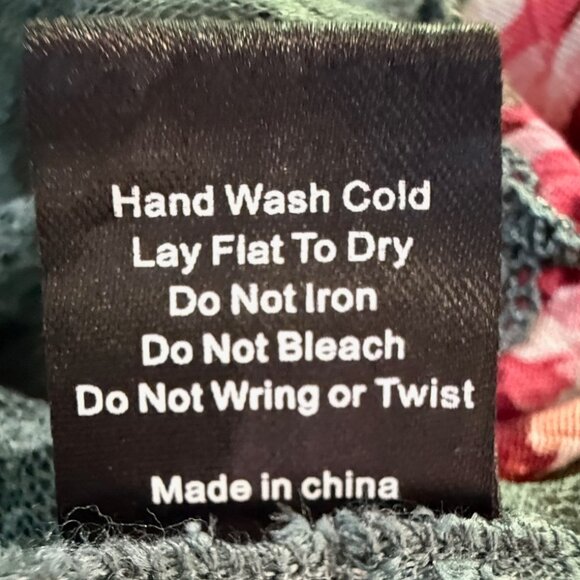 Hand Wash Cold
Lay Flat To Dry
Do Not Iron
Do Not Bleach
Do Not Wring or Twist
Made in china